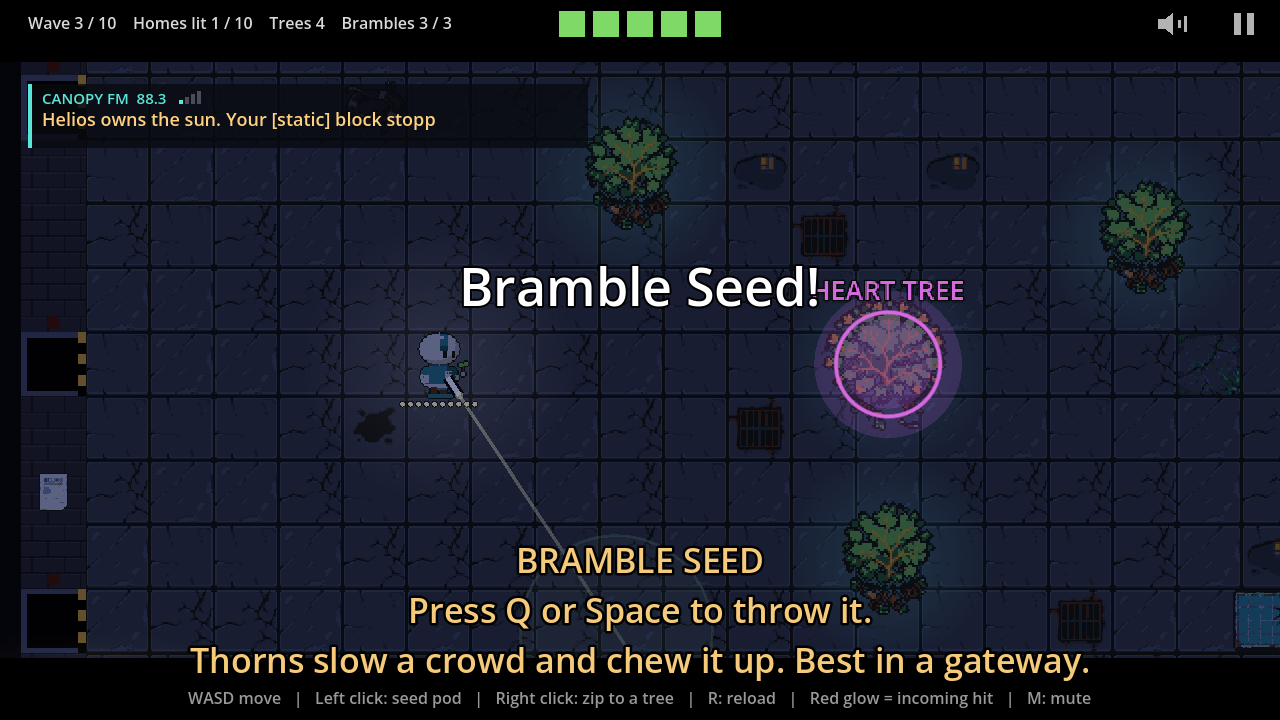 Wave 3 / 10 Homes lit 1 / 10 Trees 4 Brambles 3 / 3
CANOPY FM 88.3
Helios owns the sun. Your [static] block stopp
Bramble Seed!
HEART TREE
BRAMBLE SEED
Press Q or Space to throw it.
Thorns slow a crowd and chew it up. Best in a gateway.
WASD move | Left click: seed pod | Right click: zip to a tree | R: reload | Red glow = incoming hit | M: mute